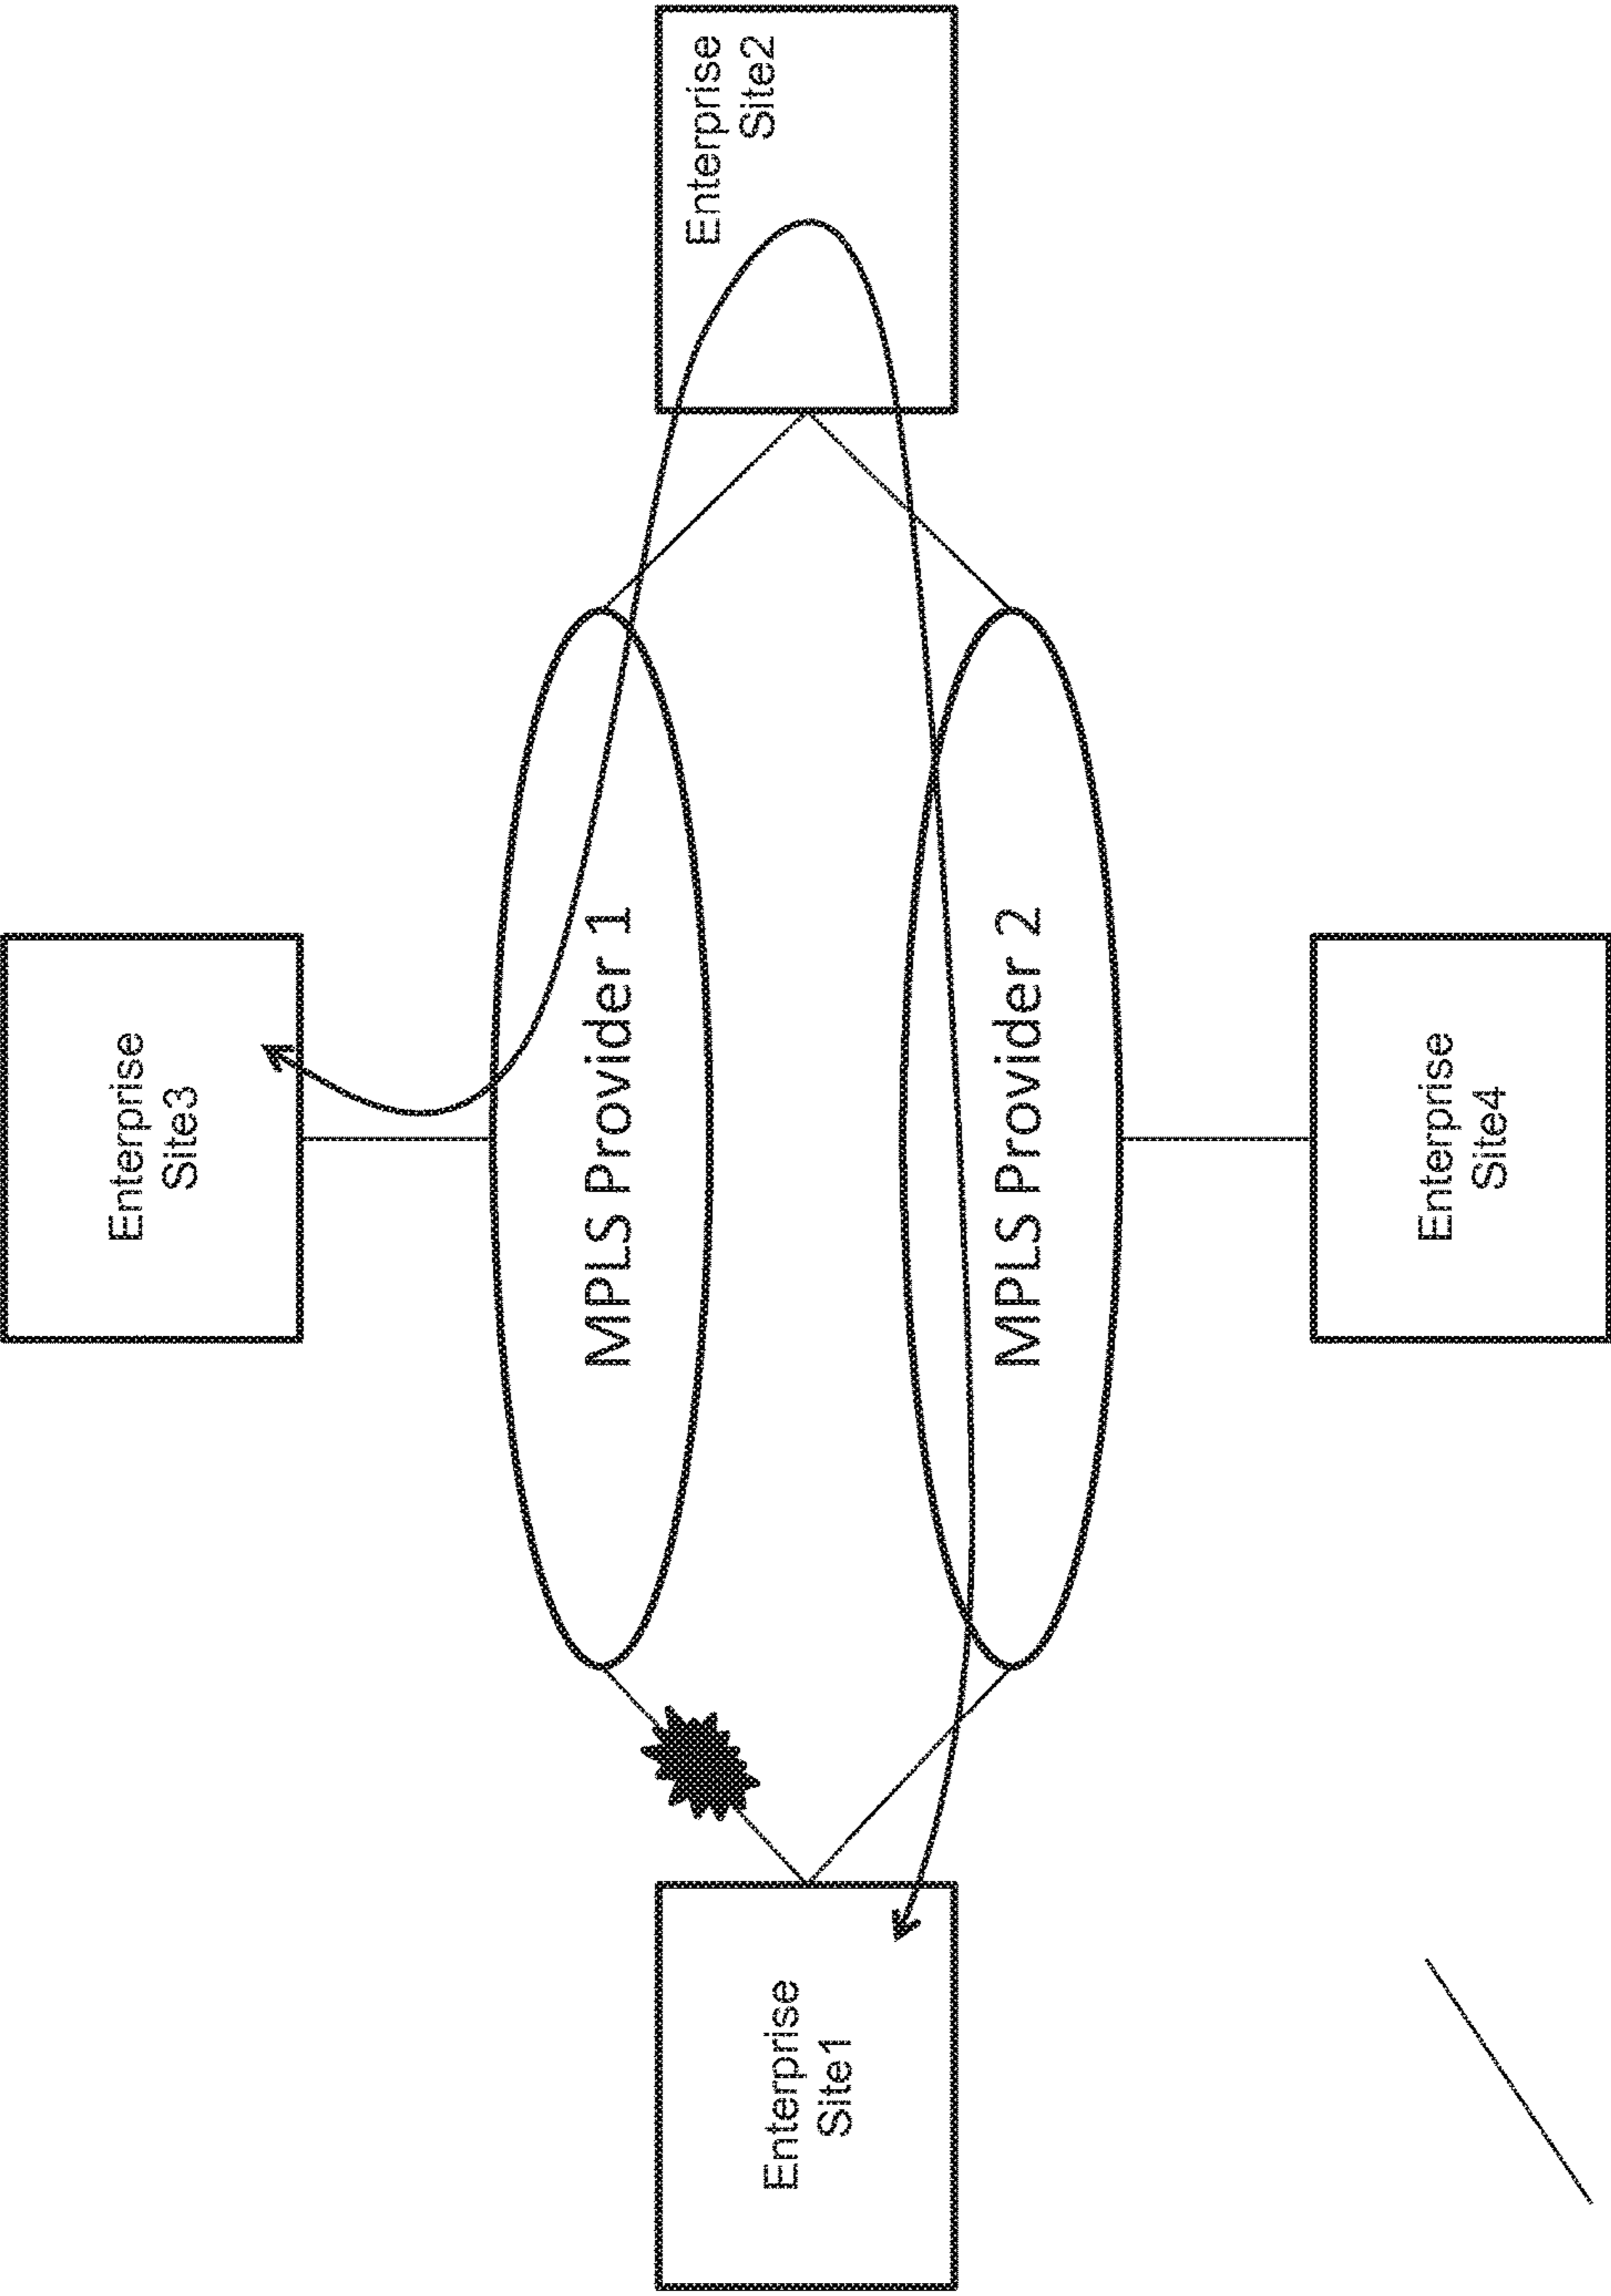 Enterprise
Site3
MPLS Provider 1
Enterprise
Site1
Enterprise
Site2
MPLS Provider 2
Enterprise
Site4